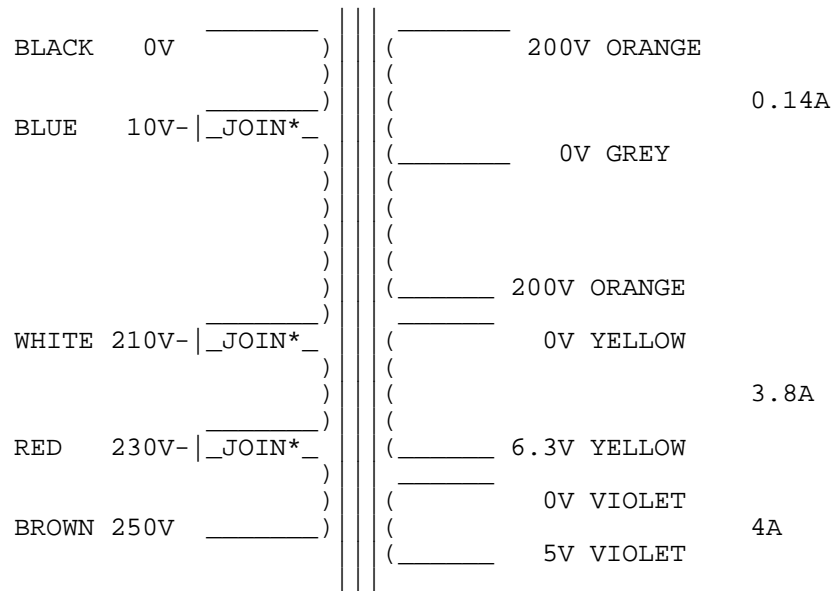 BLACK 0V 200V ORANGE
0.14A
BLUE 10V-|_JOIN*_
0V GREY
200V ORANGE
WHITE 210V-|_JOIN*_ 0V YELLOW
3.8A
RED 230V-|_JOIN*_ 6.3V YELLOW
0V VIOLET
BROWN 250V 4A
5V VIOLET